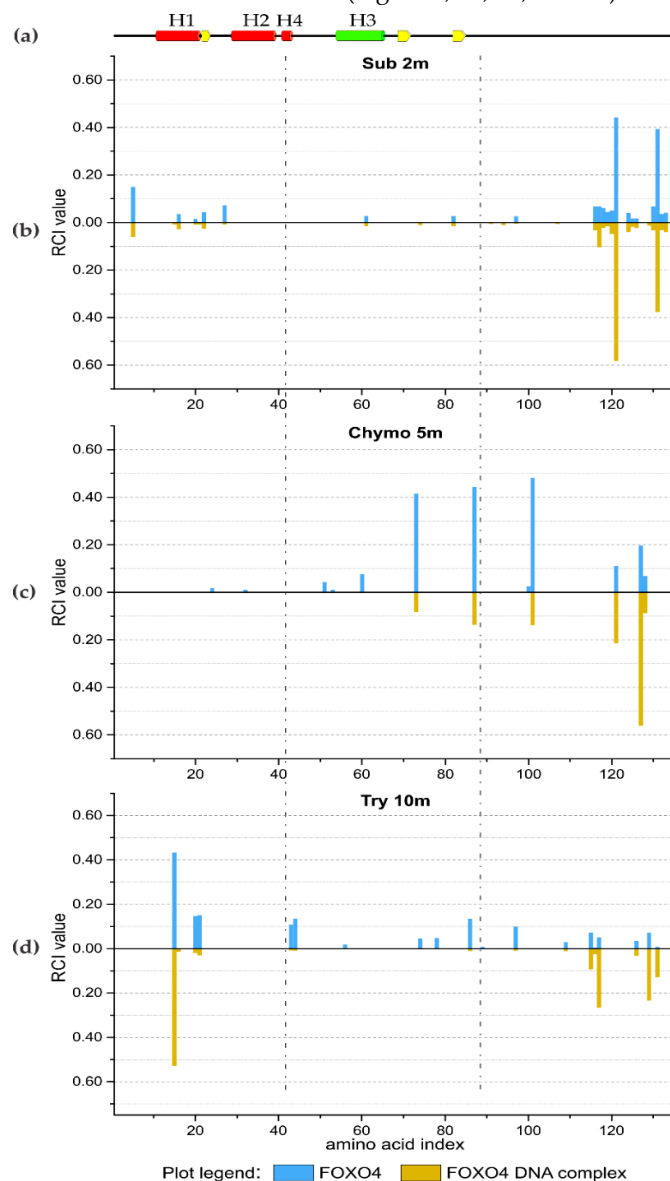 H1 H2 H4 H3
(a)
Sub 2m
0.60
0.40
0.20
(b) RCI value 0.00
0.20
0.40
0.60
20 40 60 80 100 120
Chymo 5m
0.60
0.40
0.20
(c) RCI value 0.00
0.20
0.40
0.60
20 40 60 80 100 120
Try 10m
0.60
0.40
0.20
(d) RCI value 0.00
0.20
0.40
0.60
20 40 60 80 100 120
amino acid index
Plot legend: FOXO4 FOXO4 DNA complex